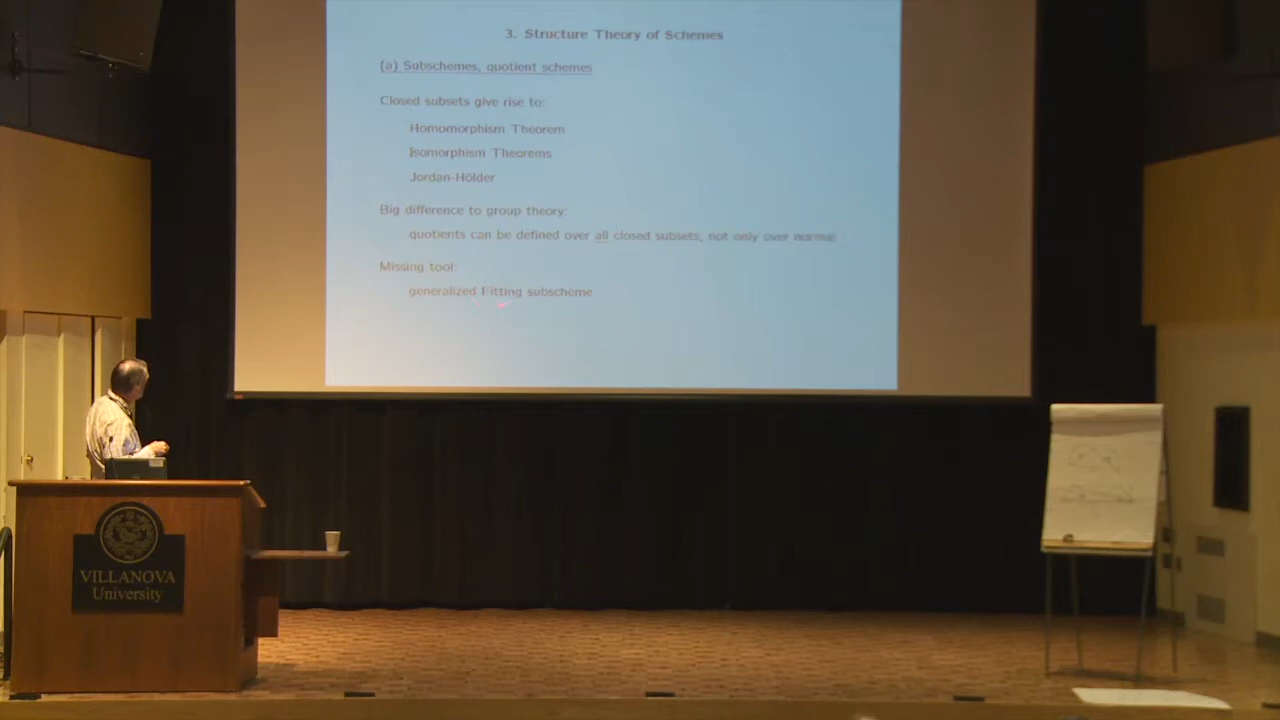 3. Structure Theory of Schemes
(a) Subschemes, quotient schemes
Closed subsets give rise to:
Homomorphism Theorem
Isomorphism Theorems
Jordan-Hölder
Big difference to group theory:
quotients can be defined over all closed subsets, not only over normal
Missing tool:
generalized Fitting subscheme
VILLANOVA
University